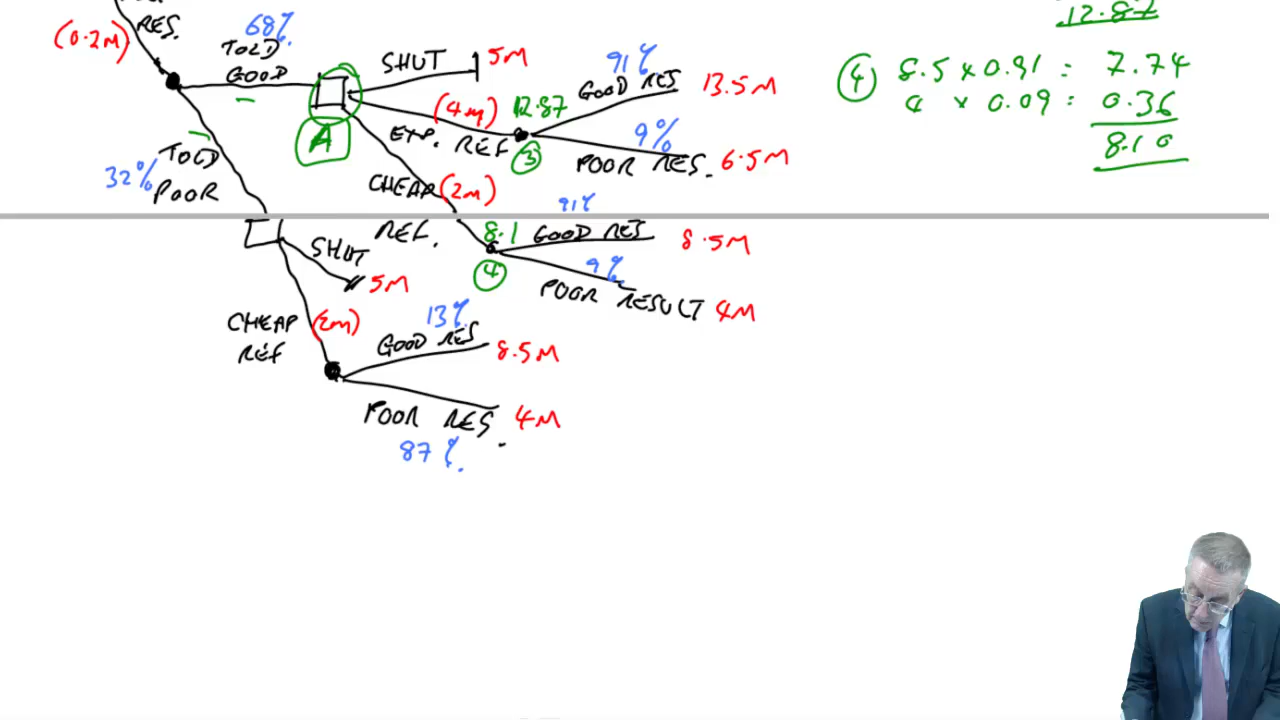 RES.
(0.2M)
68%
TOLD
GOOD
SHUT
5M
91%
GOOD RES
13.5M
12.87
④ 8.5 x 0.91 = 7.74
4 x 0.09 = 0.36
8.10
A
(4M)
12.87
EXP. REF
③
9%
POOR RES.
6.5M
TOLD
POOR
32%
CHEAP
(2M)
REF.
8.1
④
91%
GOOD RES
8.5M
9%
POOR RESULT
4M
SHUT
5M
CHEAP
REF
(2M)
13%
GOOD RES
8.5M
POOR RES.
4M
87%.